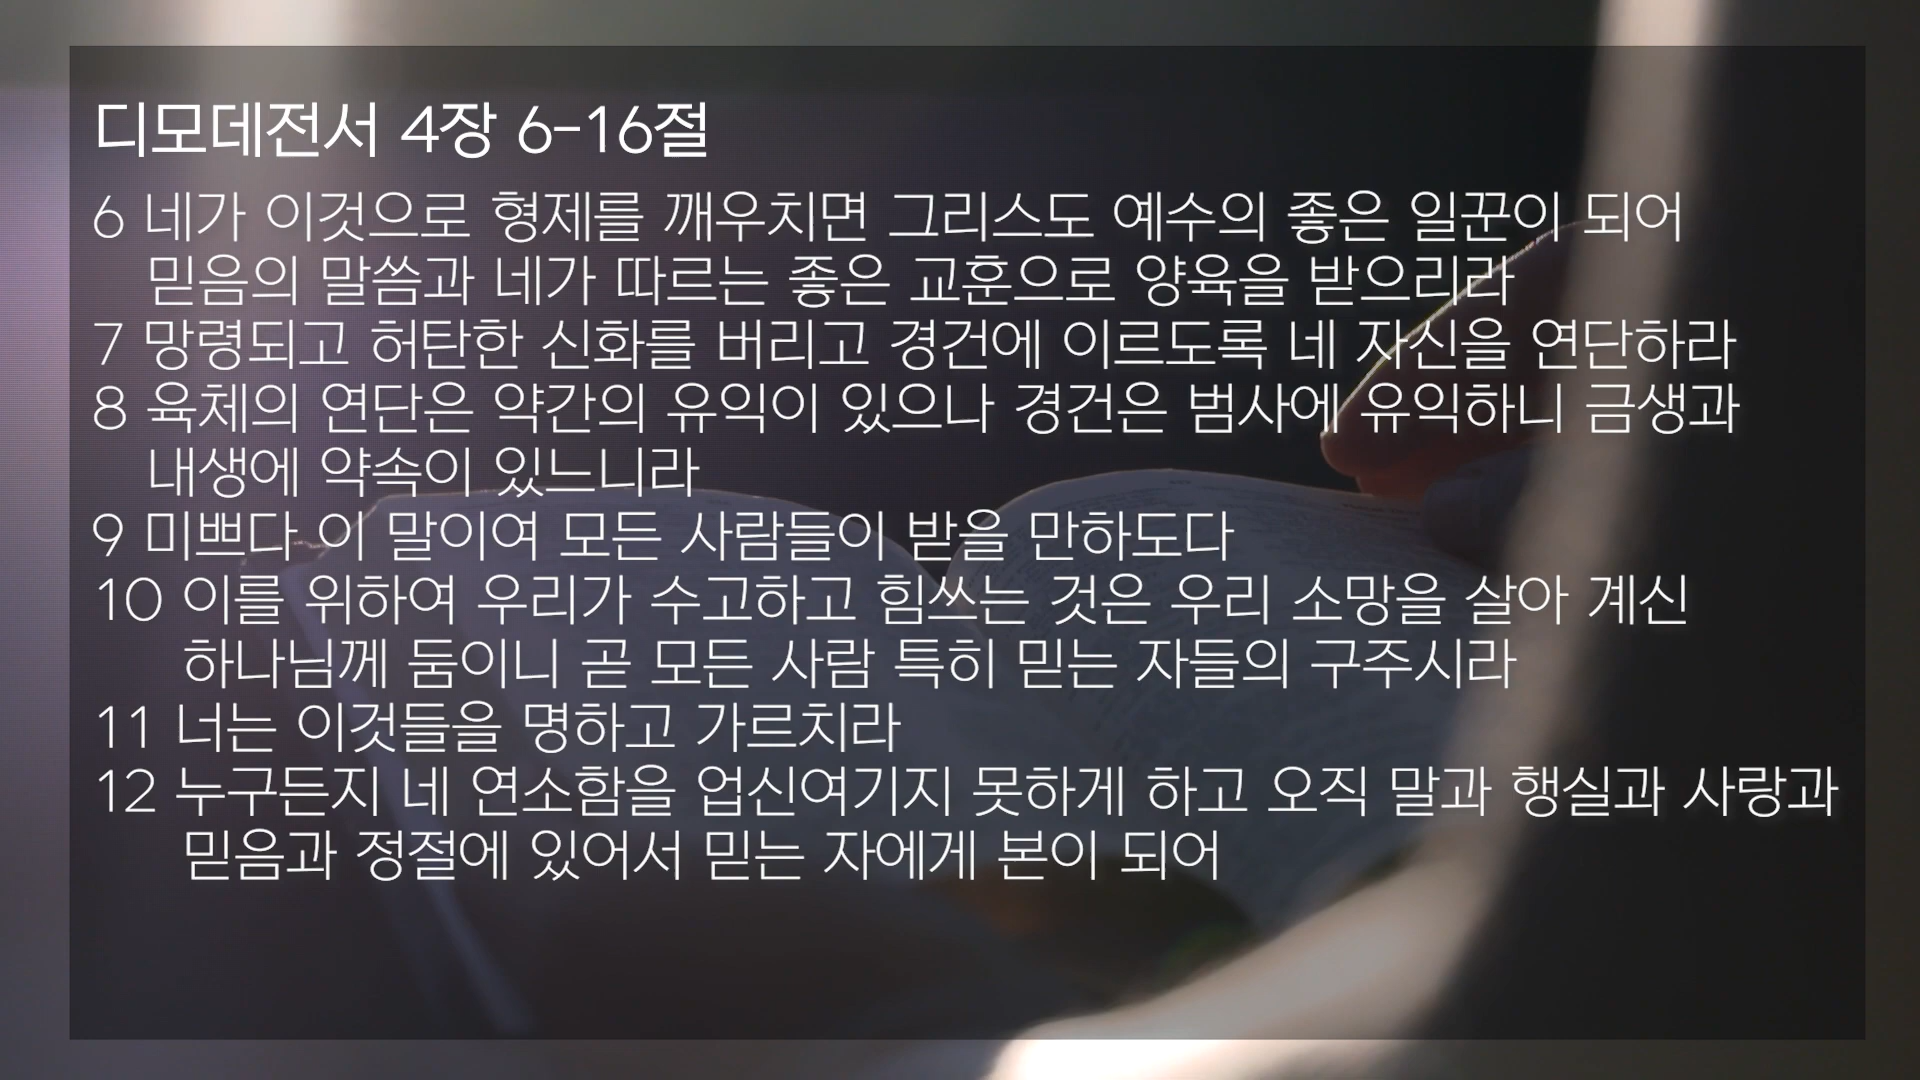 디모데전서 4장 6-16절
6 네가 이것으로 형제를 깨우치면 그리스도 예수의 좋은 일꾼이 되어
믿음의 말씀과 네가 따르는 좋은 교훈으로 양육을 받으리라
7 망령되고 허탄한 신화를 버리고 경건에 이르도록 네 자신을 연단하라
8 육체의 연단은 약간의 유익이 있으나 경건은 범사에 유익하니 금생과
내생에 약속이 있느니라
9 미쁘다 이 말이여 모든 사람들이 받을 만하도다
10 이를 위하여 우리가 수고하고 힘쓰는 것은 우리 소망을 살아 계신
하나님께 둠이니 곧 모든 사람 특히 믿는 자들의 구주시라
11 너는 이것들을 명하고 가르치라
12 누구든지 네 연소함을 업신여기지 못하게 하고 오직 말과 행실과 사랑과
믿음과 정절에 있어서 믿는 자에게 본이 되어